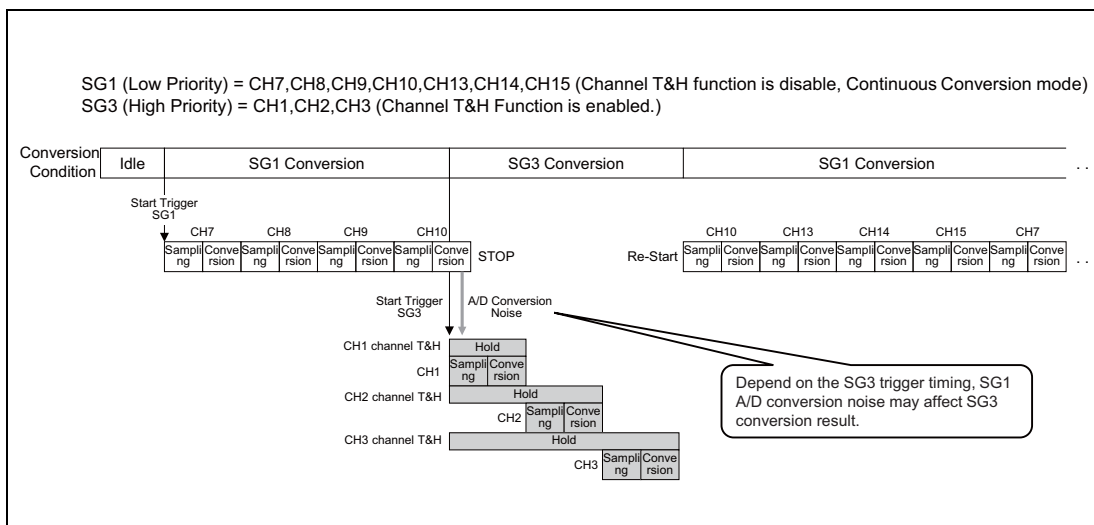 SG1 (Low Priority) = CH7,CH8,CH9,CH10,CH13,CH14,CH15 (Channel T&H function is disable, Continuous Conversion mode)
SG3 (High Priority) = CH1,CH2,CH3 (Channel T&H Function is enabled.)
Conversion
Condition
Idle
SG1 Conversion
SG3 Conversion
SG1 Conversion
. .
Start Trigger
SG1
CH7
CH8
CH9
CH10
Sampli
ng
Conve
rsion
Sampli
ng
Conve
rsion
Sampli
ng
Conve
rsion
Sampli
ng
Conve
rsion
STOP
Re-Start
CH10
CH13
CH14
CH15
CH7
Sampli
ng
Conve
rsion
Sampli
ng
Conve
rsion
Sampli
ng
Conve
rsion
Sampli
ng
Conve
rsion
Sampli
ng
Conve
rsion
. .
Start Trigger
SG3
A/D Conversion
Noise
CH1 channel T&H
Hold
CH1
Sampli
ng
Conve
rsion
CH2 channel T&H
Hold
CH2
Sampli
ng
Conve
rsion
CH3 channel T&H
Hold
CH3
Sampli
ng
Conve
rsion
Depend on the SG3 trigger timing, SG1
A/D conversion noise may affect SG3
conversion result.